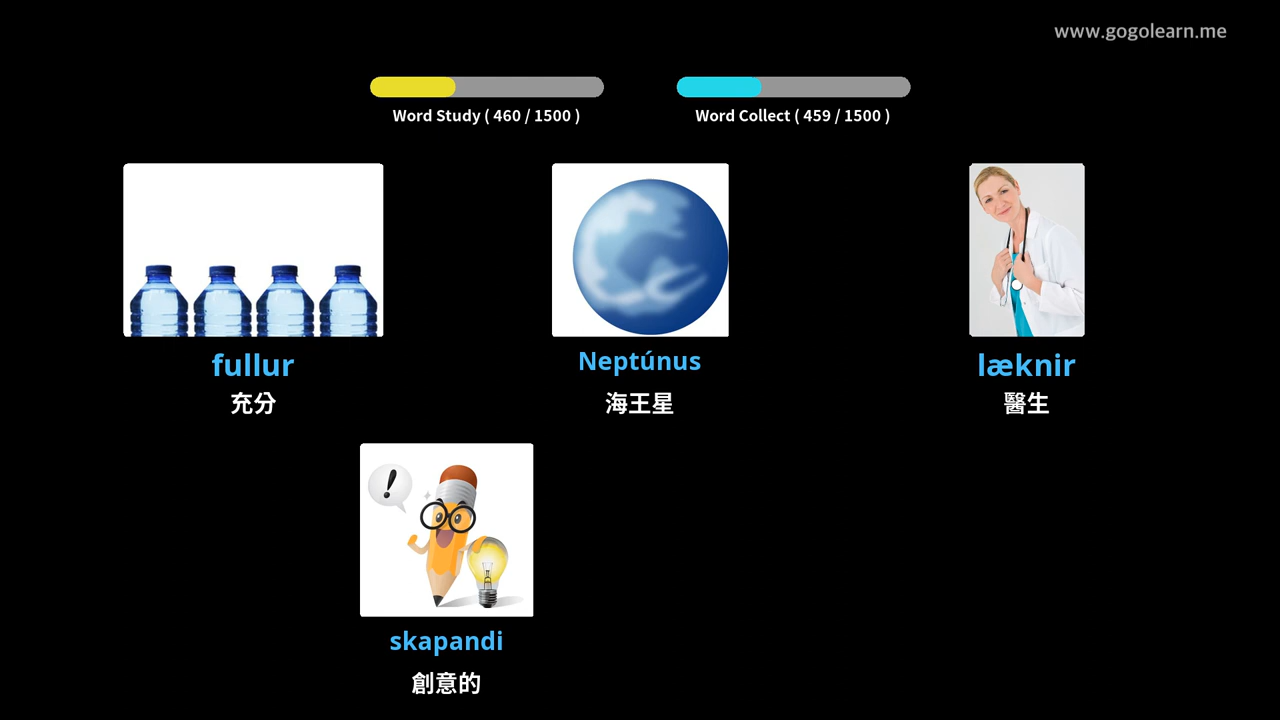 www.gogolearn.me
Word Study ( 460 / 1500 )
Word Collect ( 459 / 1500 )
fullur
充分
Neptúnus
海王星
læknir
醫生
skapandi
創意的